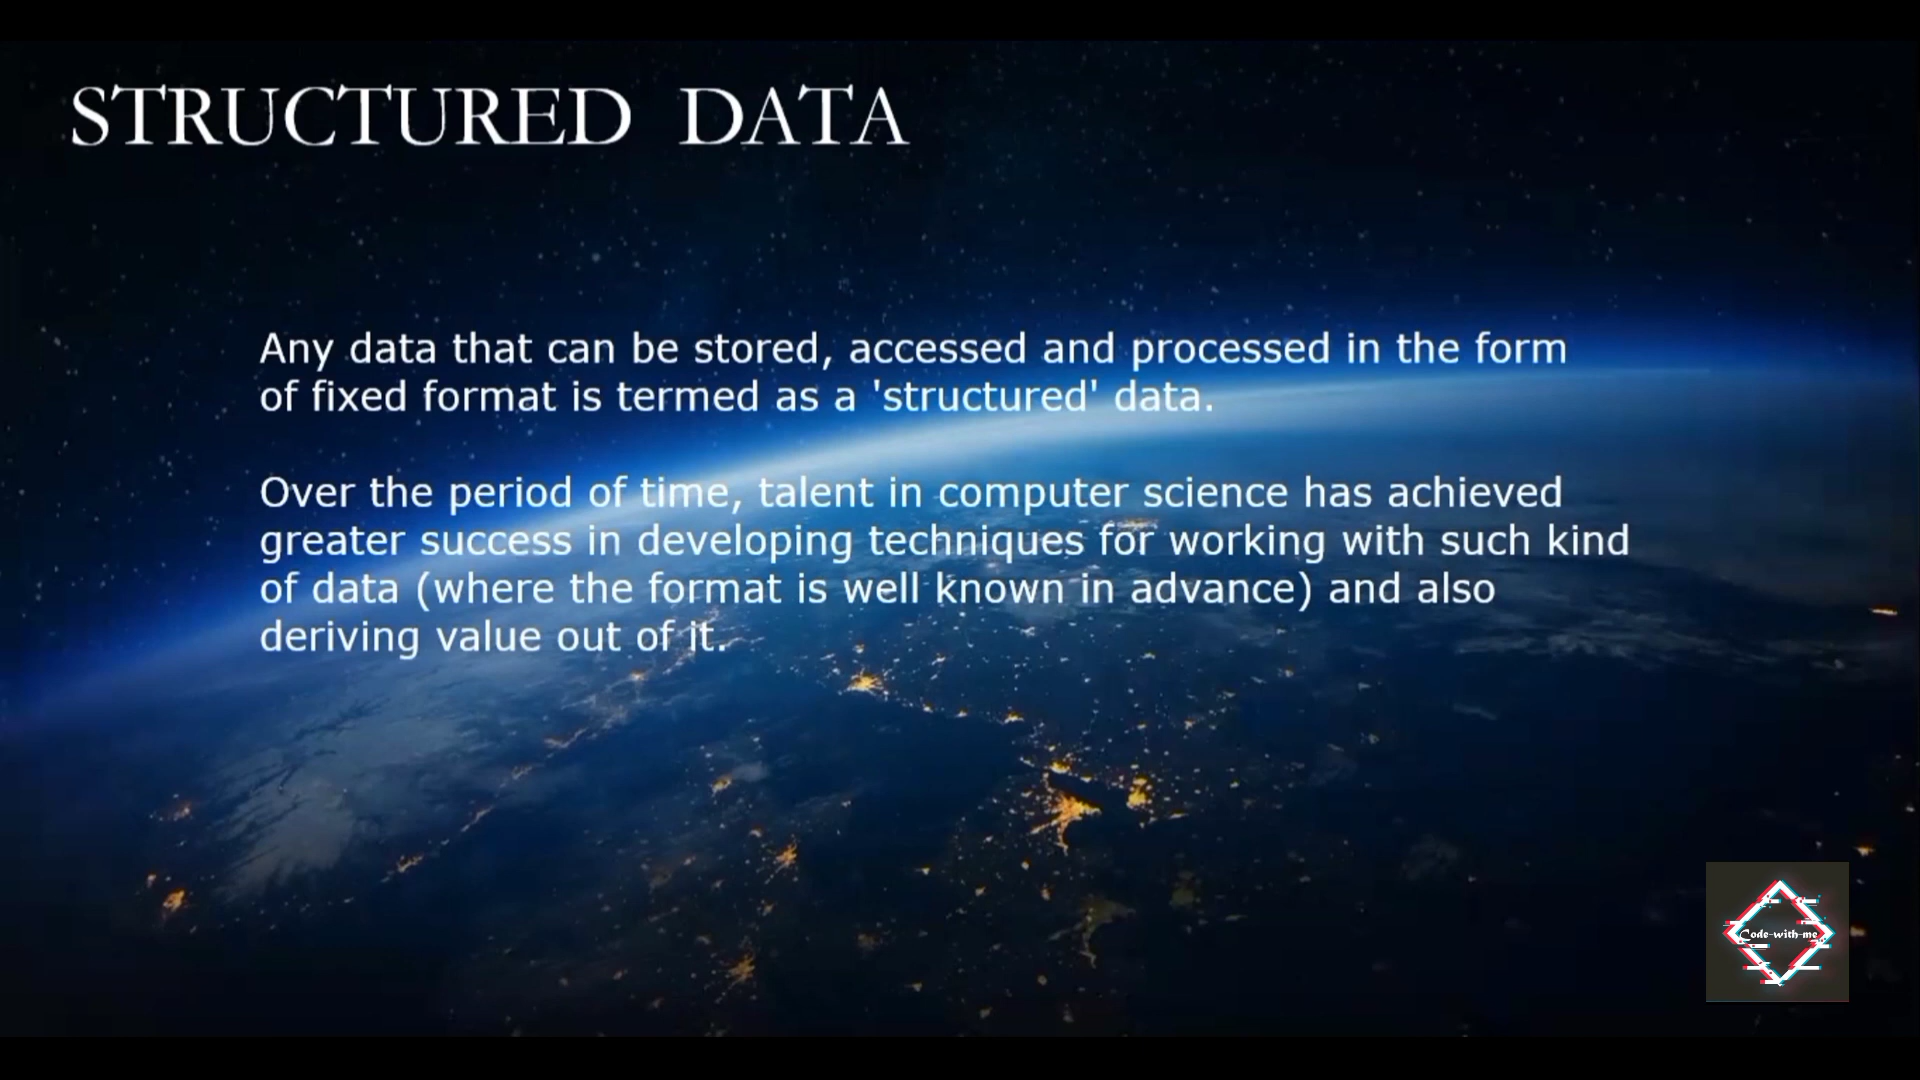 STRUCTURED DATA
Any data that can be stored, accessed and processed in the form
of fixed format is termed as a 'structured' data.
Over the period of time, talent in computer science has achieved
greater success in developing techniques for working with such kind
of data (where the format is well known in advance) and also
deriving value out of it.
Code-with-me